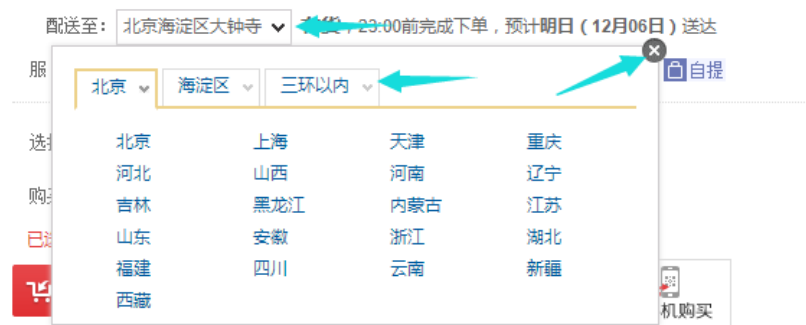 配送至： 北京海淀区大钟寺 货，23:00前完成下单，预计明日（12月06日）送达
服
自提
北京 海淀区 三环以内
北京 上海 天津 重庆
河北 山西 河南 辽宁
吉林 黑龙江 内蒙古 江苏
山东 安徽 浙江 湖北
福建 四川 云南 新疆
西藏
选
购
已
机购买